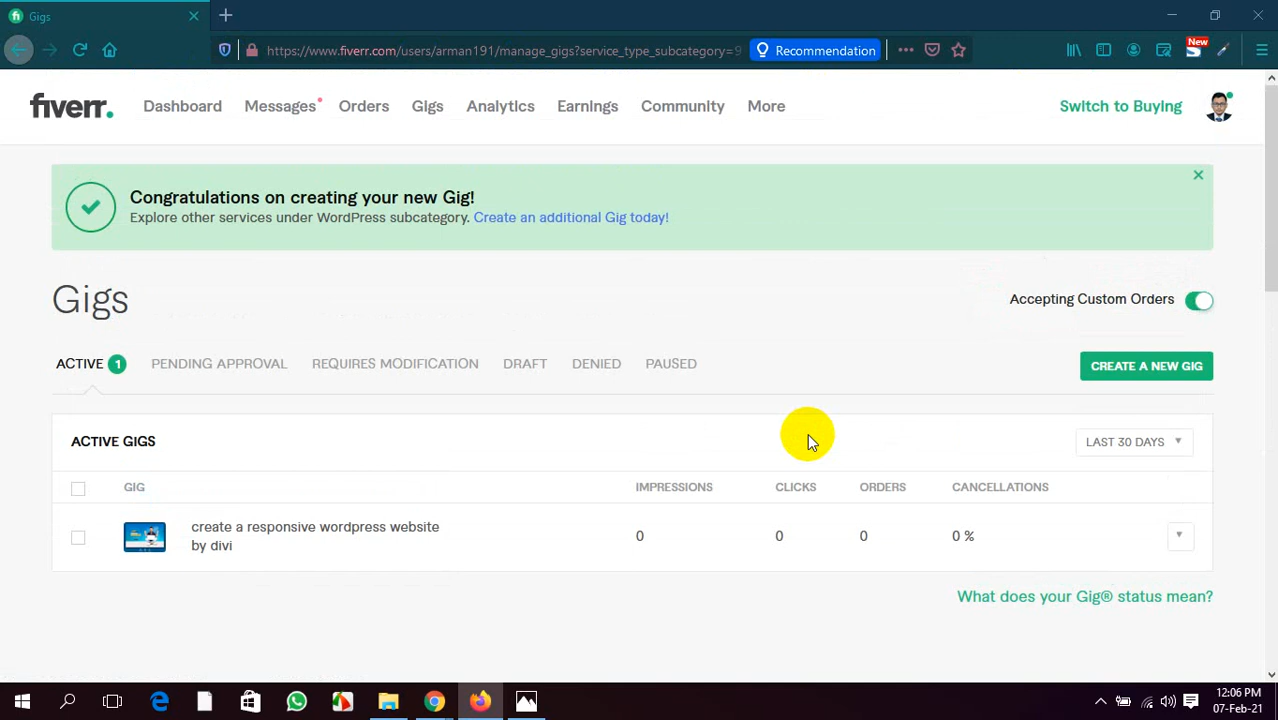 Gigs
https://www.fiverr.com/users/arman191/manage_gigs?service_type_subcategory=9
Recommendation
New
fiverr.
Dashboard
Messages
Orders
Gigs
Analytics
Earnings
Community
More
Switch to Buying
Congratulations on creating your new Gig!
Explore other services under WordPress subcategory. Create an additional Gig today!
Gigs
Accepting Custom Orders
ACTIVE 1
PENDING APPROVAL
REQUIRES MODIFICATION
DRAFT
DENIED
PAUSED
CREATE A NEW GIG
ACTIVE GIGS
LAST 30 DAYS
GIG
IMPRESSIONS
CLICKS
ORDERS
CANCELLATIONS
create a responsive wordpress website
by divi
0
0
0
0 %
What does your Gig® status mean?
12:06 PM
07-Feb-21